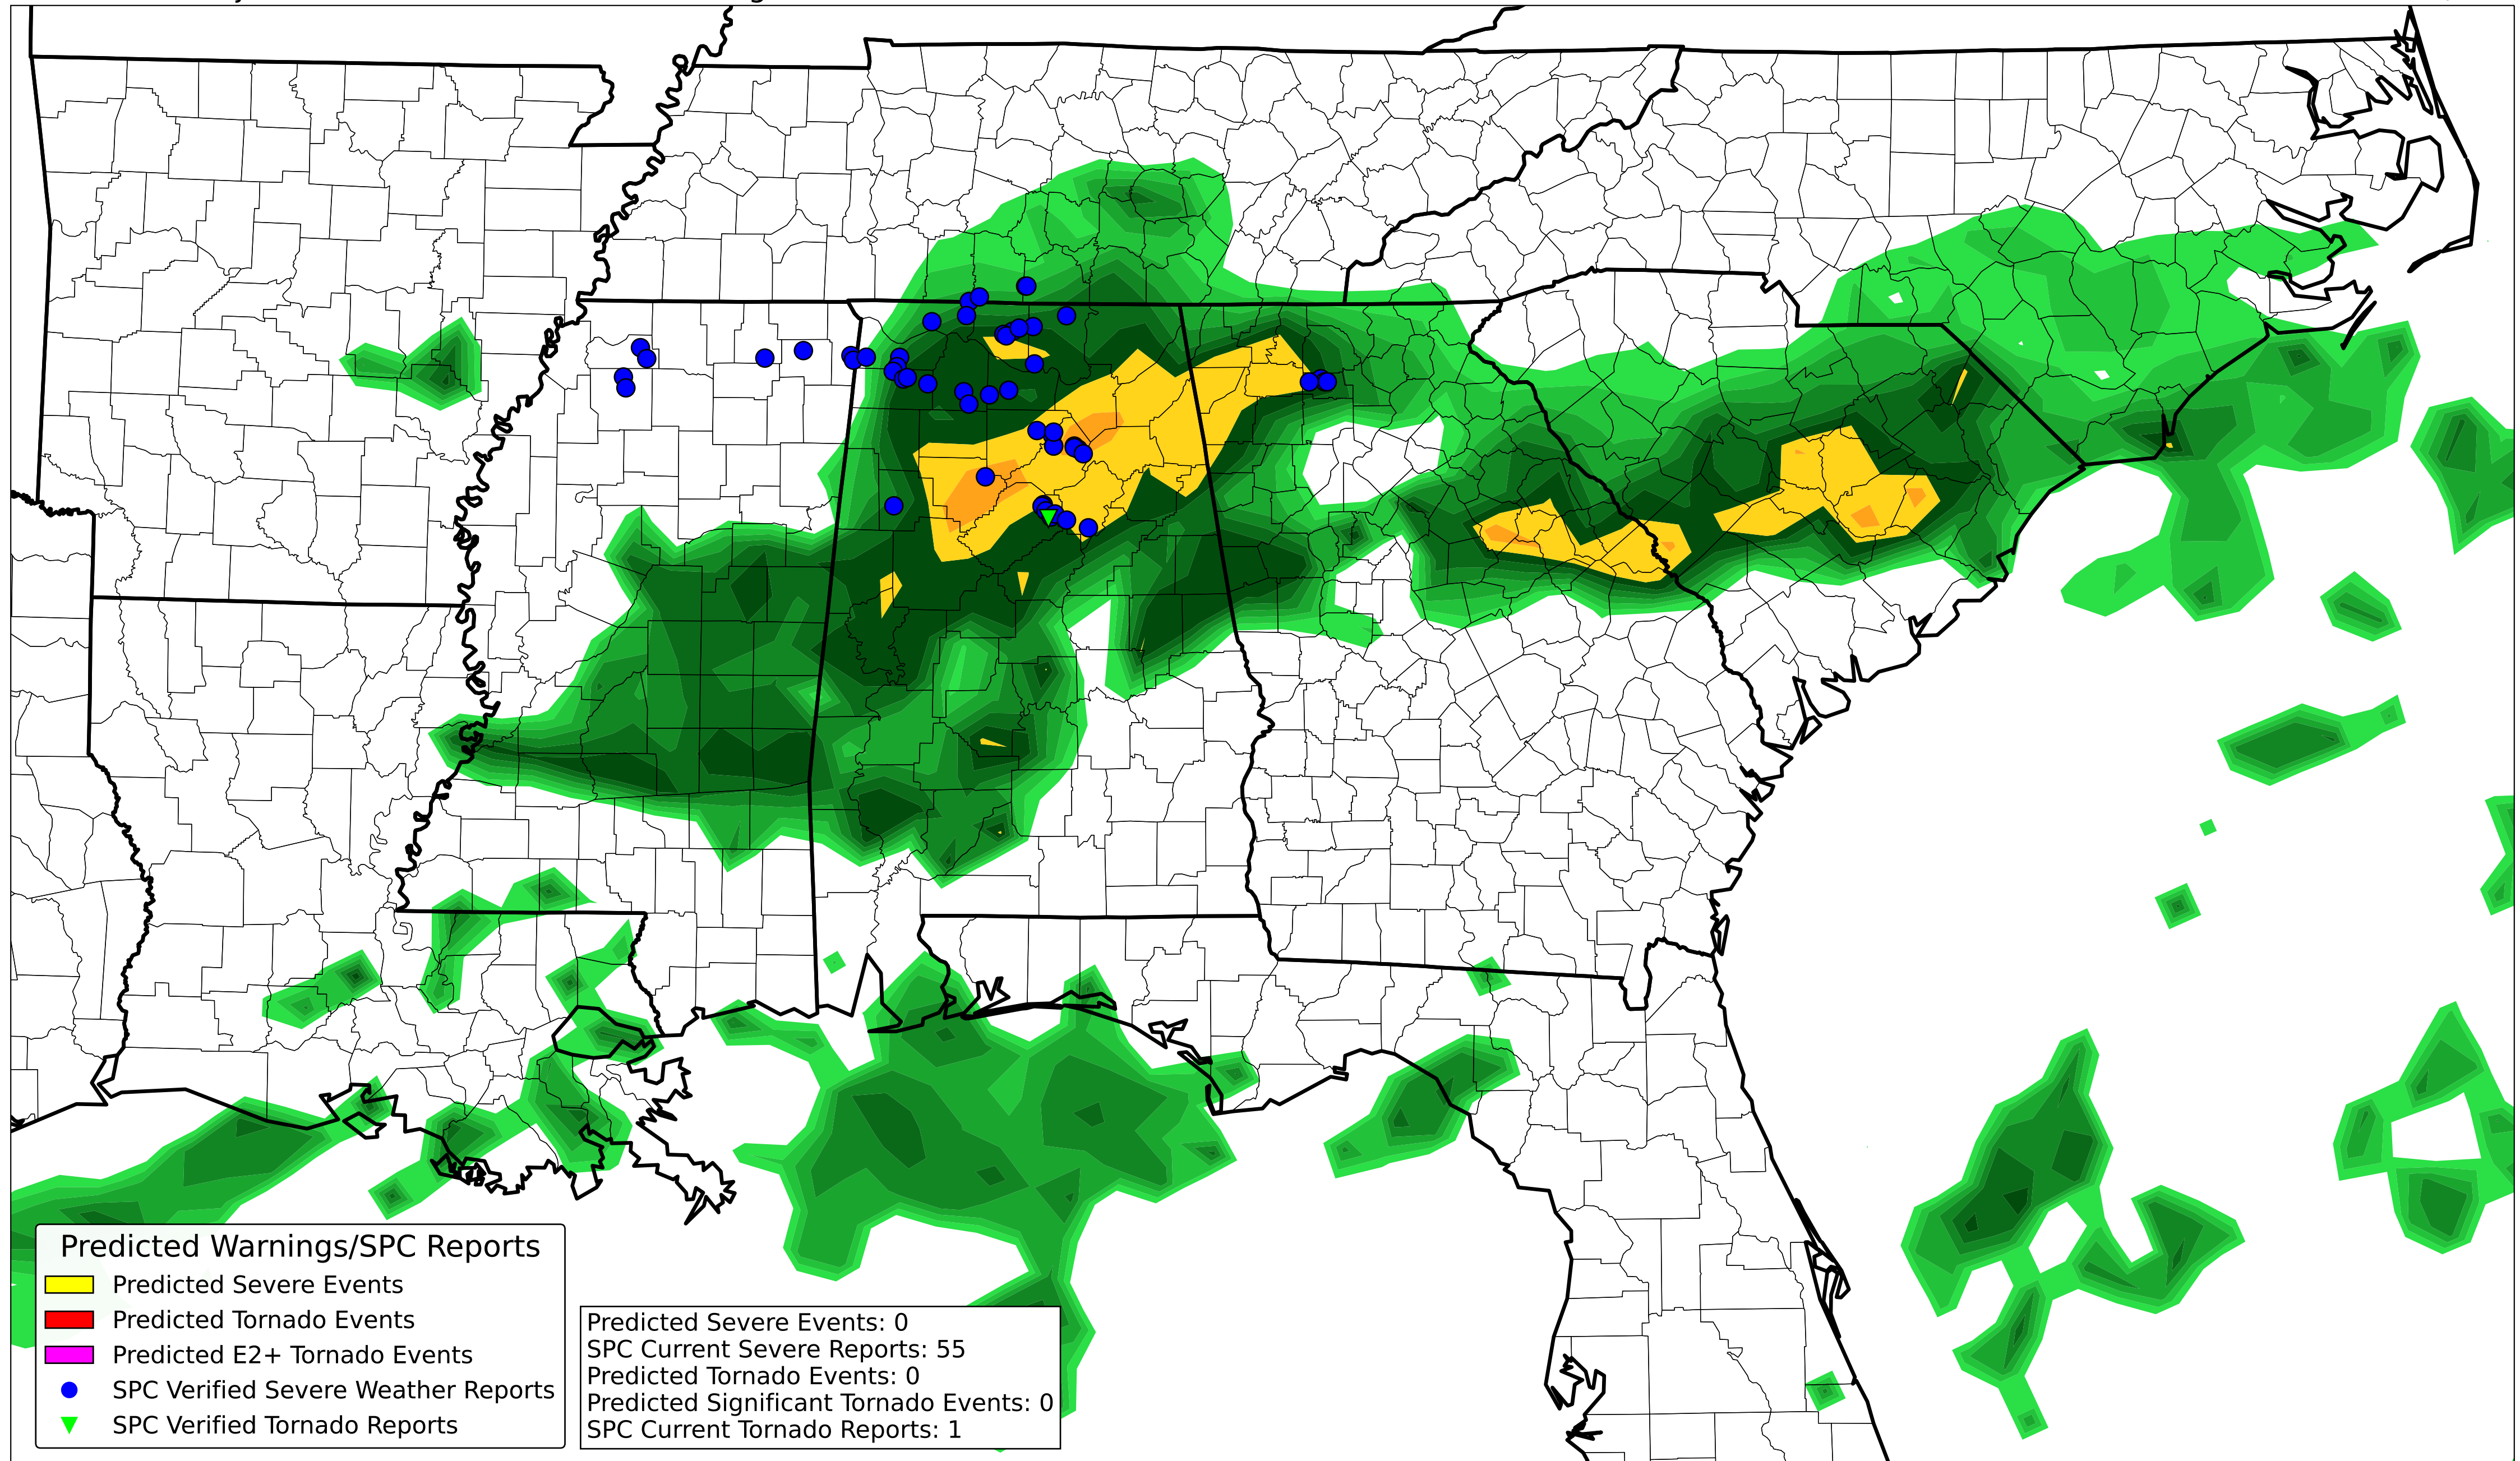 Predicted Warnings/SPC Reports
Predicted Severe Events
Predicted Tornado Events
Predicted E2+ Tornado Events
SPC Verified Severe Weather Reports
SPC Verified Tornado Reports
Predicted Severe Events: 0
SPC Current Severe Reports: 55
Predicted Tornado Events: 0
Predicted Significant Tornado Events: 0
SPC Current Tornado Reports: 1